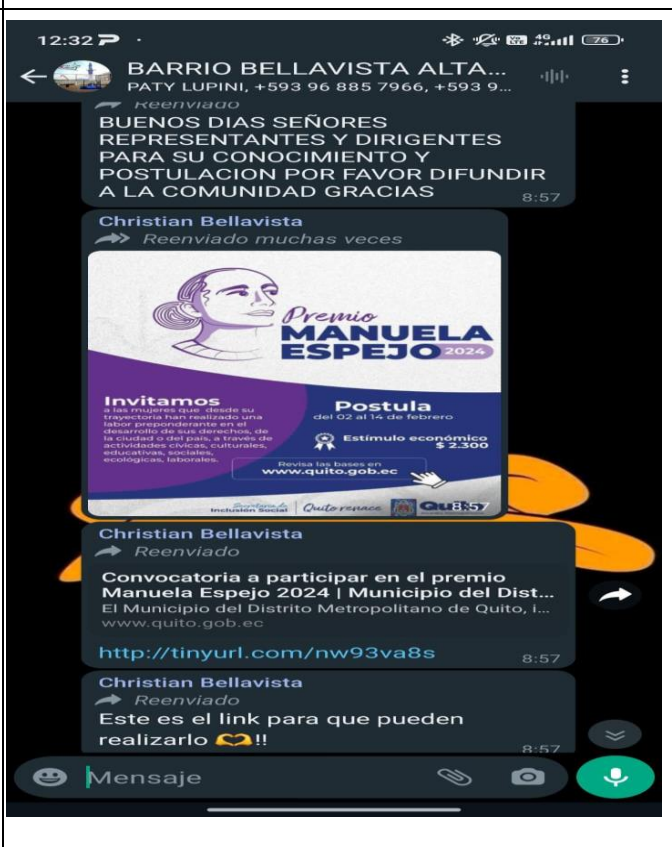 12:32
4G
76
BARRIO BELLAVISTA ALTA...
PATY LUPINI, +593 96 885 7966, +593 9...
Reenviado
BUENOS DIAS SEÑORES
REPRESENTANTES Y DIRIGENTES
PARA SU CONOCIMIENTO Y
POSTULACION POR FAVOR DIFUNDIR
A LA COMUNIDAD GRACIAS
8:57
Christian Bellavista
Reenviado muchas veces
Premio
MANUELA
ESPEJO 2024
Invitamos
a las mujeres que desde su
trayectoria han realizado una
labor preponderante en el
desarrollo de sus derechos, de
la ciudad o del país, a través de
actividades cívicas, culturales,
educativas, sociales,
ecológicas, laborales.
Postula
del 02 al 14 de febrero
Estímulo económico
$ 2.300
Revisa las bases en
www.quito.gob.ec
Secretaría de
Inclusión Social
Quito renace
8:57
Christian Bellavista
Reenviado
Convocatoria a participar en el premio
Manuela Espejo 2024 | Municipio del Dist...
El Municipio del Distrito Metropolitano de Quito, i...
www.quito.gob.ec
http://tinyurl.com/nw93va8s
8:57
Christian Bellavista
Reenviado
Este es el link para que pueden
realizarlo 🫶!!
8:57
Mensaje